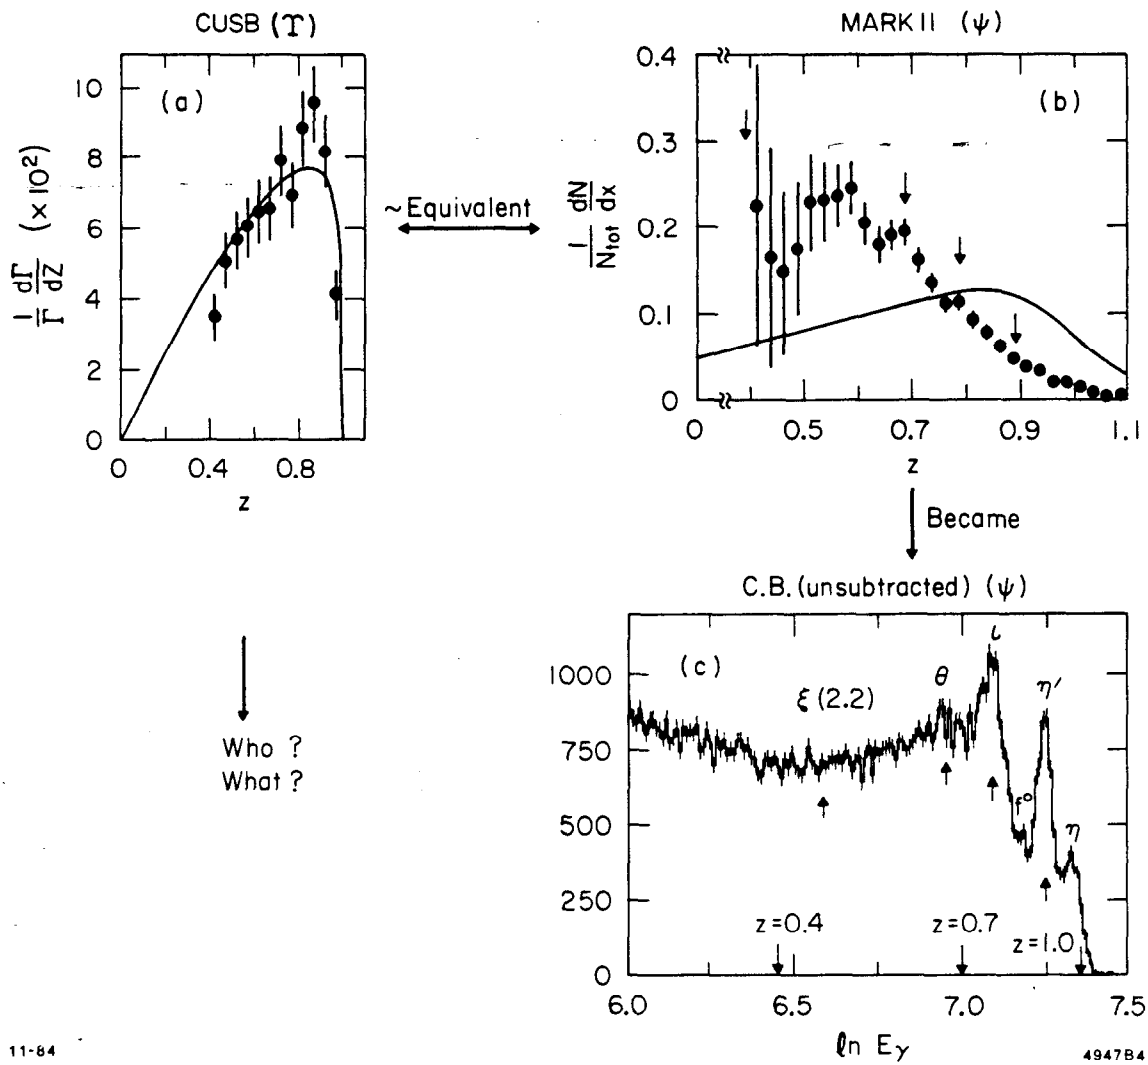 CUSB (ϒ)
MARK II (ψ)
(a)
(b)
1/Γ dΓ/dZ (×10²)
10
8
6
4
2
0
0 0.4 0.8
z
~ Equivalent
1/Ntot dN/dx
0.4
0.3
0.2
0.1
0
0 0.5 0.7 0.9 1.1
z
Became
Who ?
What ?
C.B. (unsubtracted) (ψ)
(c)
ξ (2.2)
θ
ι
f°
η′
η
1000
750
500
250
0
z=0.4
z=0.7
z=1.0
6.0 6.5 7.0 7.5
ln Eγ
11-84
4947B4